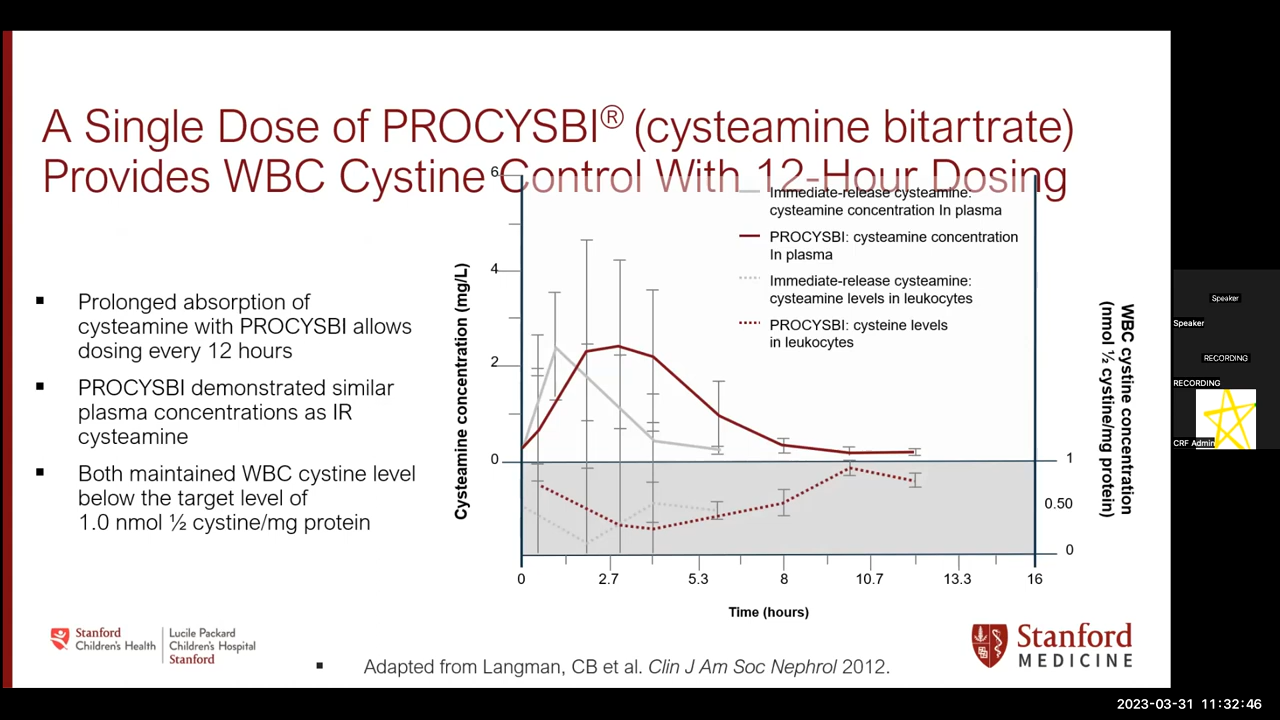 A Single Dose of PROCYSBI® (cysteamine bitartrate)
Provides WBC Cystine Control With 12-Hour Dosing
▪ Prolonged absorption of
cysteamine with PROCYSBI allows
dosing every 12 hours
▪ PROCYSBI demonstrated similar
plasma concentrations as IR
cysteamine
▪ Both maintained WBC cystine level
below the target level of
1.0 nmol ½ cystine/mg protein
Cysteamine concentration (mg/L)
6
4
2
0
Immediate-release cysteamine:
cysteamine concentration In plasma
PROCYSBI: cysteamine concentration
In plasma
Immediate-release cysteamine:
cysteamine levels in leukocytes
PROCYSBI: cysteine levels
in leukocytes
WBC cystine concentration
(nmol ½ cystine/mg protein)
1
0.50
0
0 2.7 5.3 8 10.7 13.3 16
Time (hours)
Stanford
Children's Health
Lucile Packard
Children's Hospital
Stanford
▪ Adapted from Langman, CB et al. Clin J Am Soc Nephrol 2012.
Stanford
MEDICINE
Speaker
Speaker
RECORDING
RECORDING
CRF Admin
2023-03-31 11:32:46